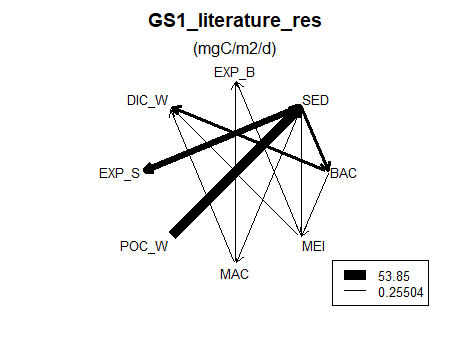 GS1_literature_res
(mgC/m2/d)
EXP_B
DIC_W
SED
EXP_S
BAC
POC_W
MEI
MAC
53.85
0.25504